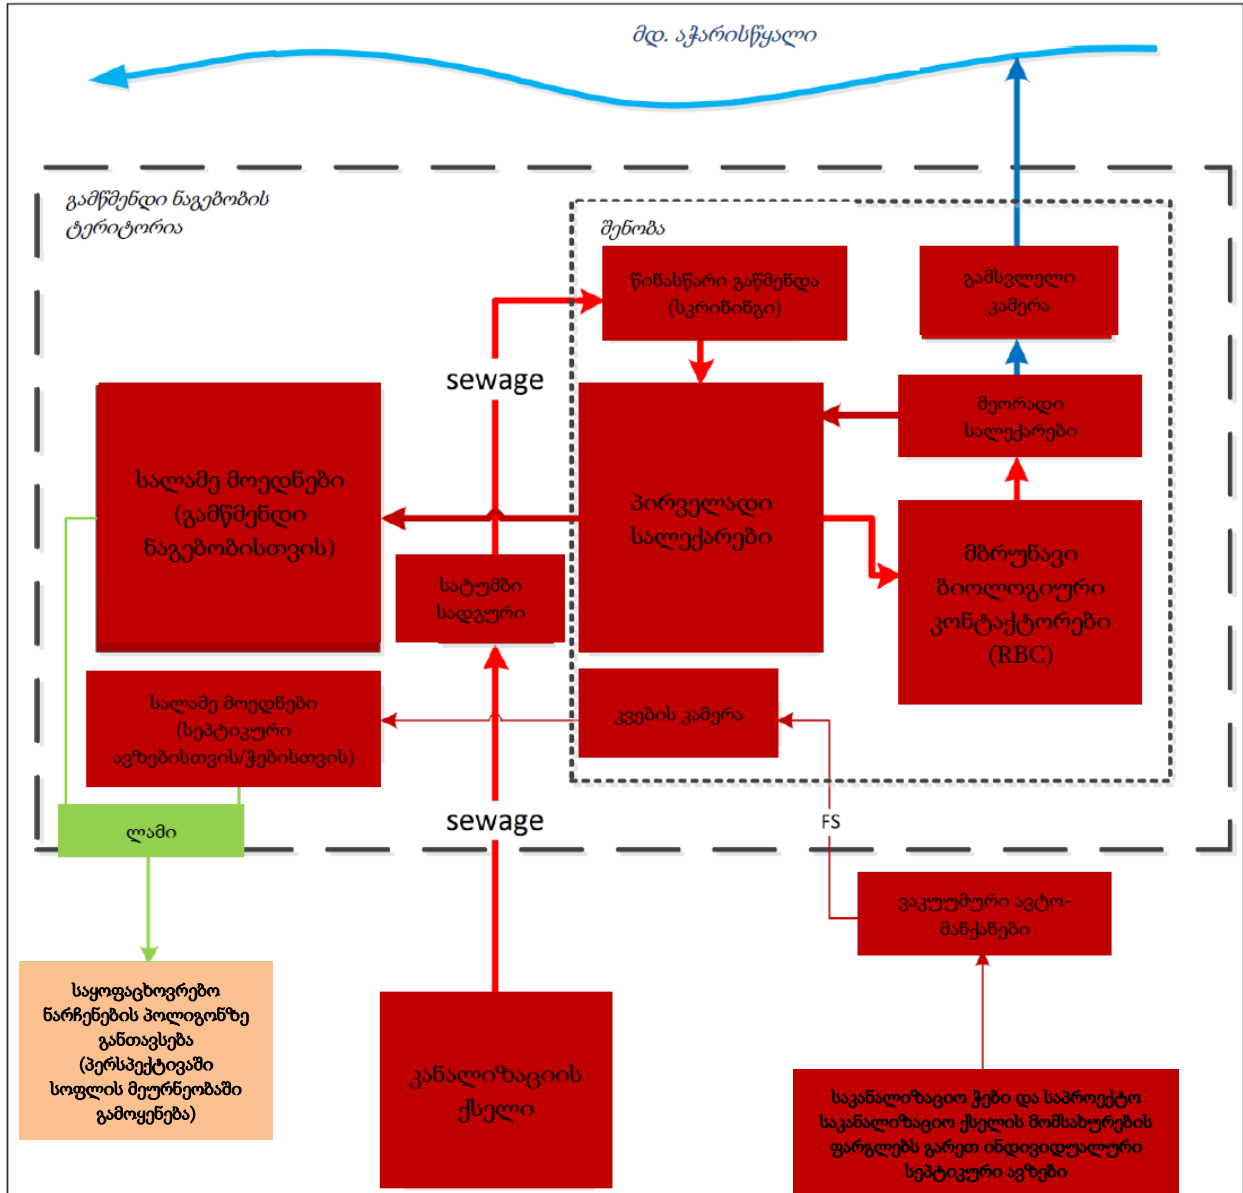 მდ. აჭარისწყალი
გამწმენდი ნაგებობის
ტერიტორია
შენობა
წინასწარი გაწმენდა
(სკრინინგი)
გამსვლელი
კამერა
sewage
მეორადი
სალექარები
სალამე მოედნები
(გამწმენდი
ნაგებობისთვის)
პირველადი
სალექარები
მბრუნავი
ბიოლოგიური
კონტაქტორები
(RBC)
სატუმბი
სადგური
სალამე მოედნები
(სეპტიკური
ავზებისთვის/ჭებისთვის)
კვების კამერა
ლამი
sewage
FS
ვაკუუმური ავტო-
მანქანები
საყოფაცხოვრებო
ნარჩენების პოლიგონზე
განთავსება
(პერსპექტივაში
სოფლის მეურნეობაში
გამოყენება)
კანალიზაციის
ქსელი
საკანალიზაციო ჭები და საპროექტო
საკანალიზაციო ქსელის მომსახურების
ფარგლებს გარეთ ინდივიდუალური
სეპტიკური ავზები